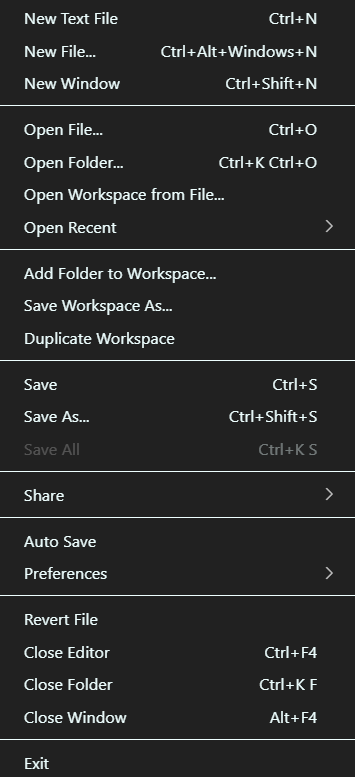 New Text File Ctrl+N
New File... Ctrl+Alt+Windows+N
New Window Ctrl+Shift+N
Open File... Ctrl+O
Open Folder... Ctrl+K Ctrl+O
Open Workspace from File...
Open Recent
Add Folder to Workspace...
Save Workspace As...
Duplicate Workspace
Save Ctrl+S
Save As... Ctrl+Shift+S
Save All Ctrl+K S
Share
Auto Save
Preferences
Revert File
Close Editor Ctrl+F4
Close Folder Ctrl+K F
Close Window Alt+F4
Exit